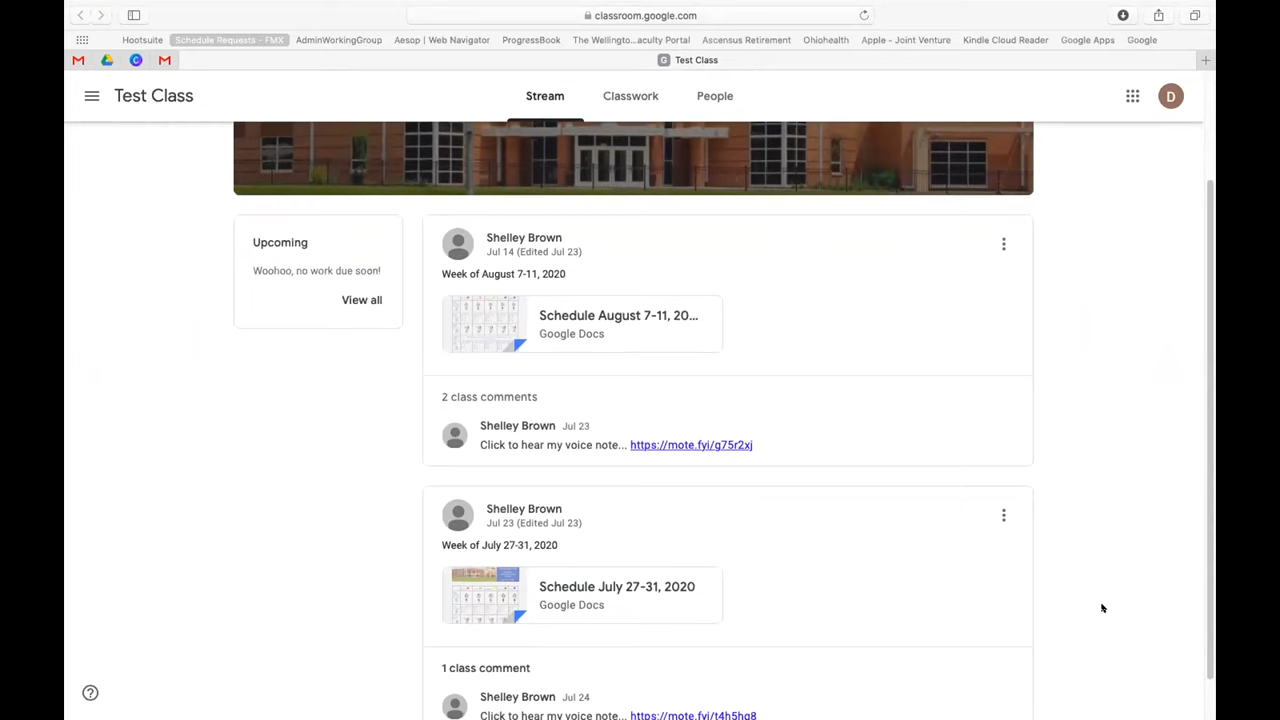 classroom.google.com
Hootsuite Schedule Requests - FMX AdminWorkingGroup Aesop | Web Navigator ProgressBook The Wellingto...aculty Portal Ascensus Retirement Ohiohealth Apple - Joint Venture Kindle Cloud Reader Google Apps Google
G Test Class
Test Class Stream Classwork People D
Upcoming
Woohoo, no work due soon!
View all
Shelley Brown
Jul 14 (Edited Jul 23)
Week of August 7-11, 2020
Schedule August 7-11, 20...
Google Docs
2 class comments
Shelley Brown Jul 23
Click to hear my voice note... https://mote.fyi/g75r2xj
Shelley Brown
Jul 23 (Edited Jul 23)
Week of July 27-31, 2020
Schedule July 27-31, 2020
Google Docs
1 class comment
Shelley Brown Jul 24
Click to hear my voice note... https://mote.fyi/t4h5hq8